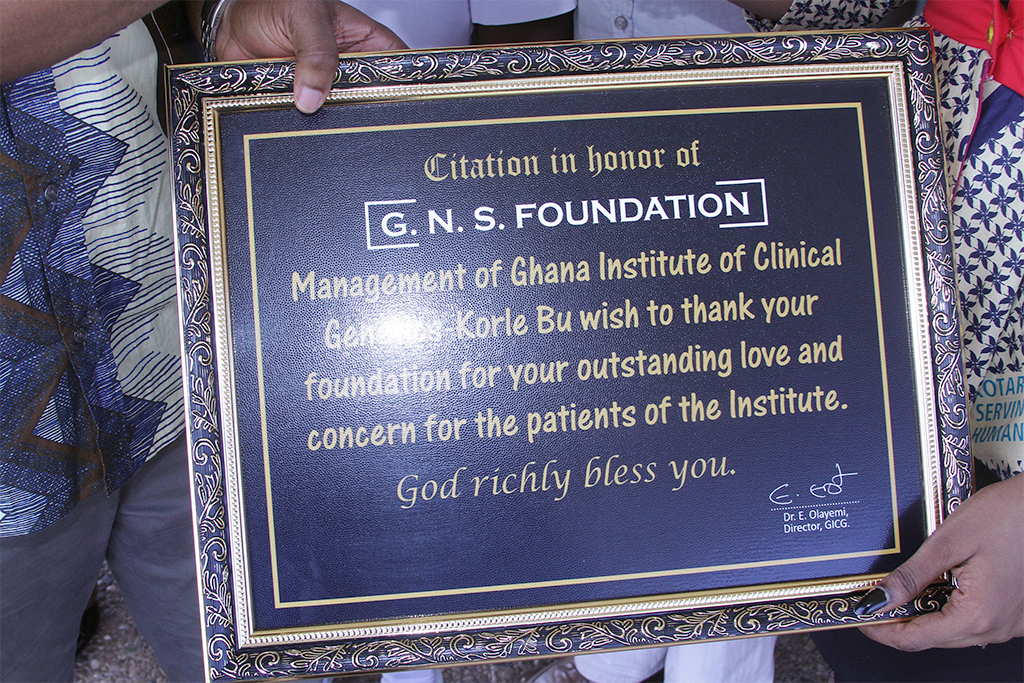 Citation in honor of
G. N. S. FOUNDATION
Management of Ghana Institute of Clinical
Korle Bu wish to thank your
foundation for your outstanding love and
concern for the patients of the Institute.
God richly bless you.
Dr. E. Olayemi,
Director, GICG.
SERVIN
HUMAN